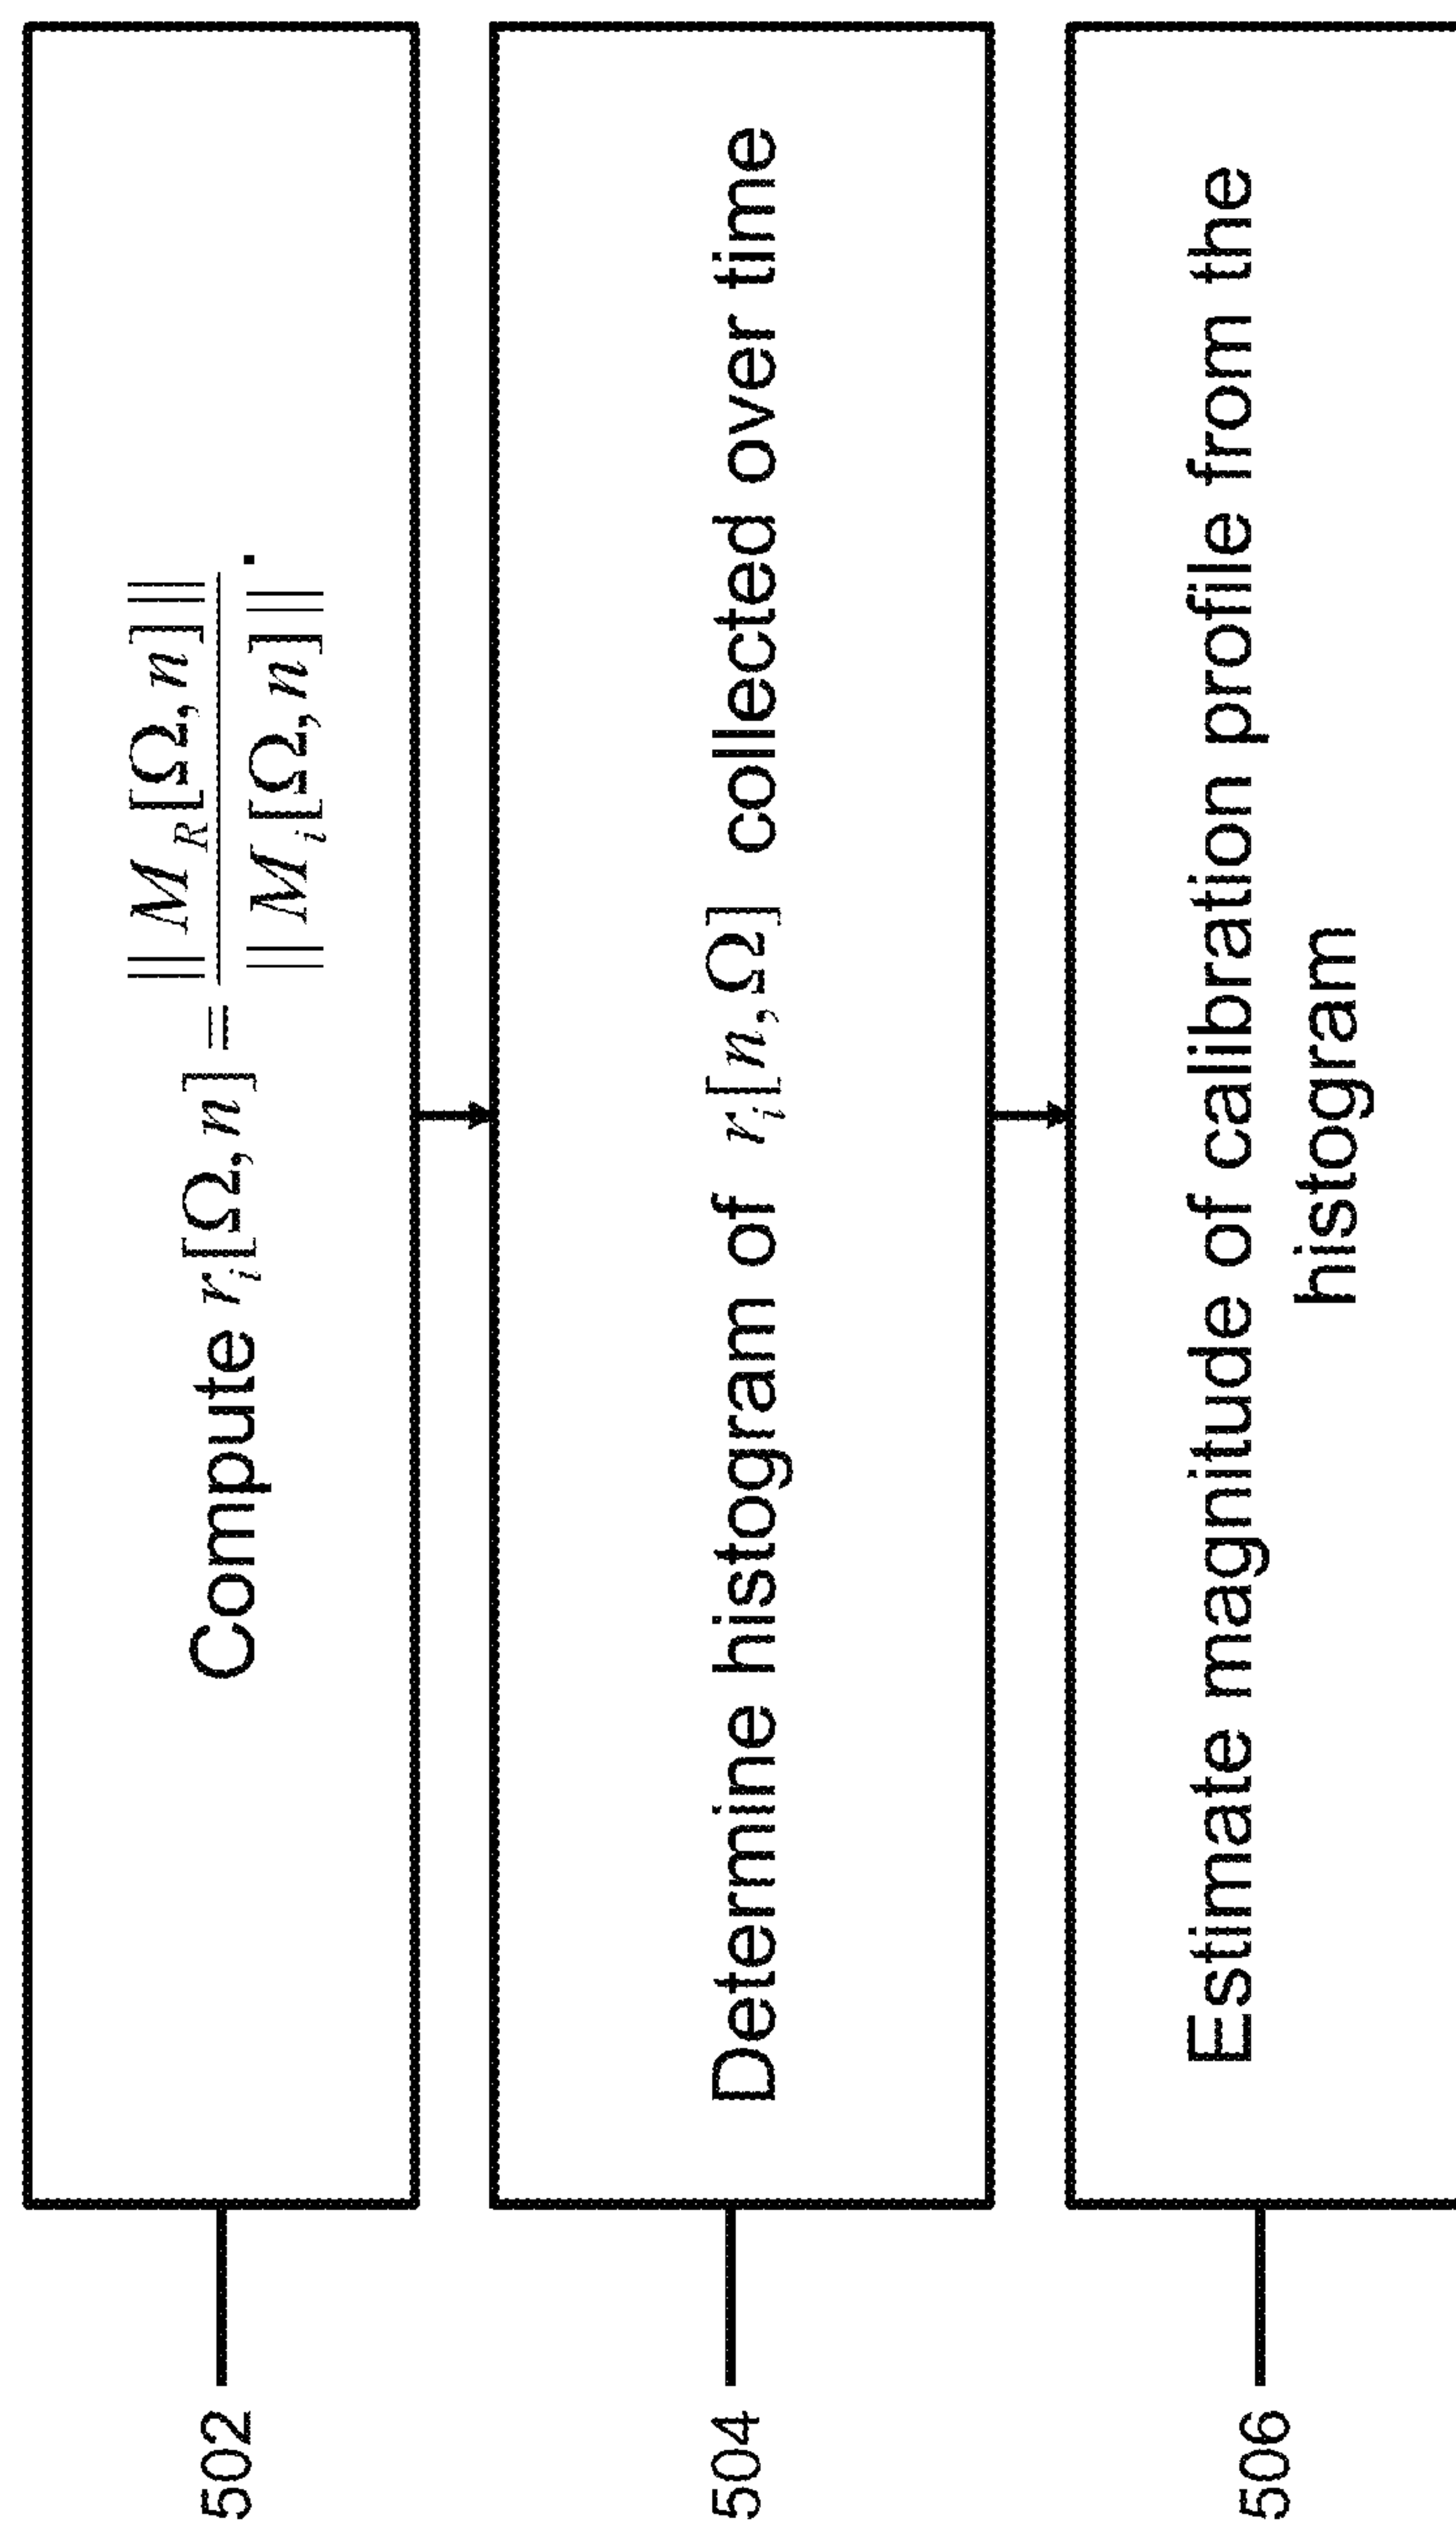 502
Compute r_i[Ω,n] = ||M_R[Ω,n]|| / ||M_i[Ω,n]|| .
504
Determine histogram of r_i[n,Ω] collected over time
506
Estimate magnitude of calibration profile from the
histogram